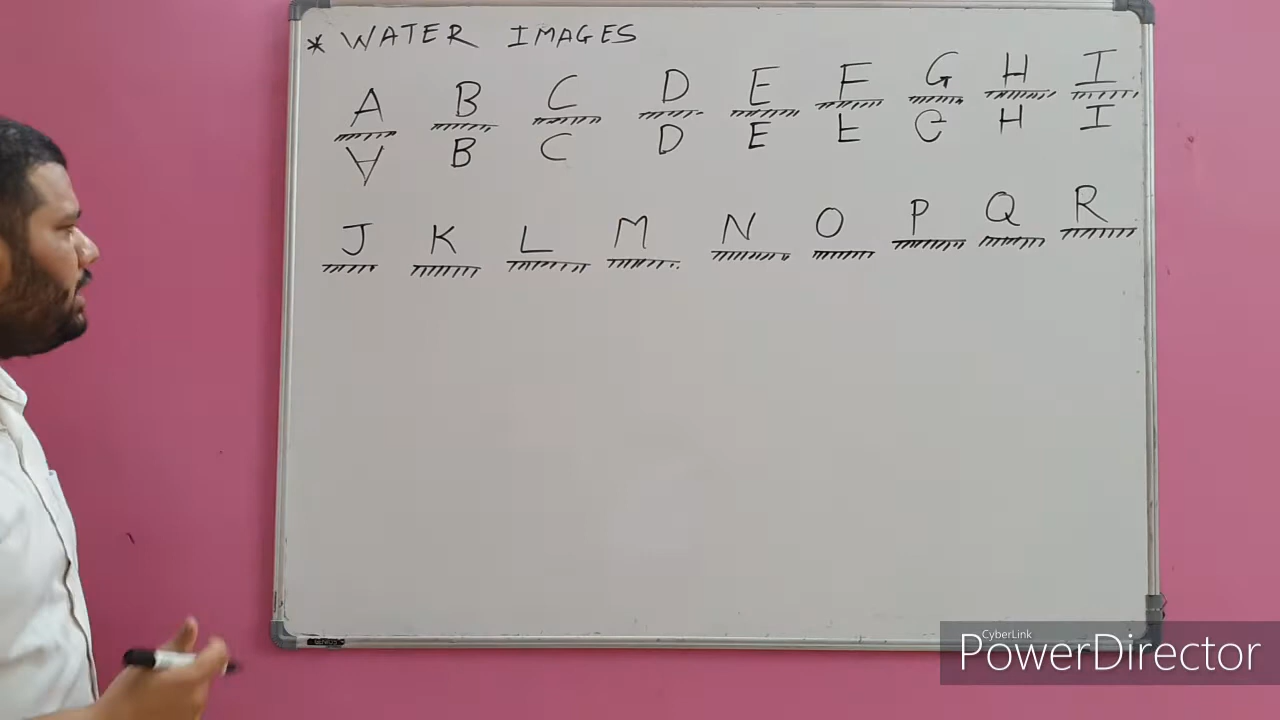 * WATER IMAGES
A B C D E F G H I
∀ B C D E Ⱶ G H I
J K L M N O P Q R
CyberLink
PowerDirector